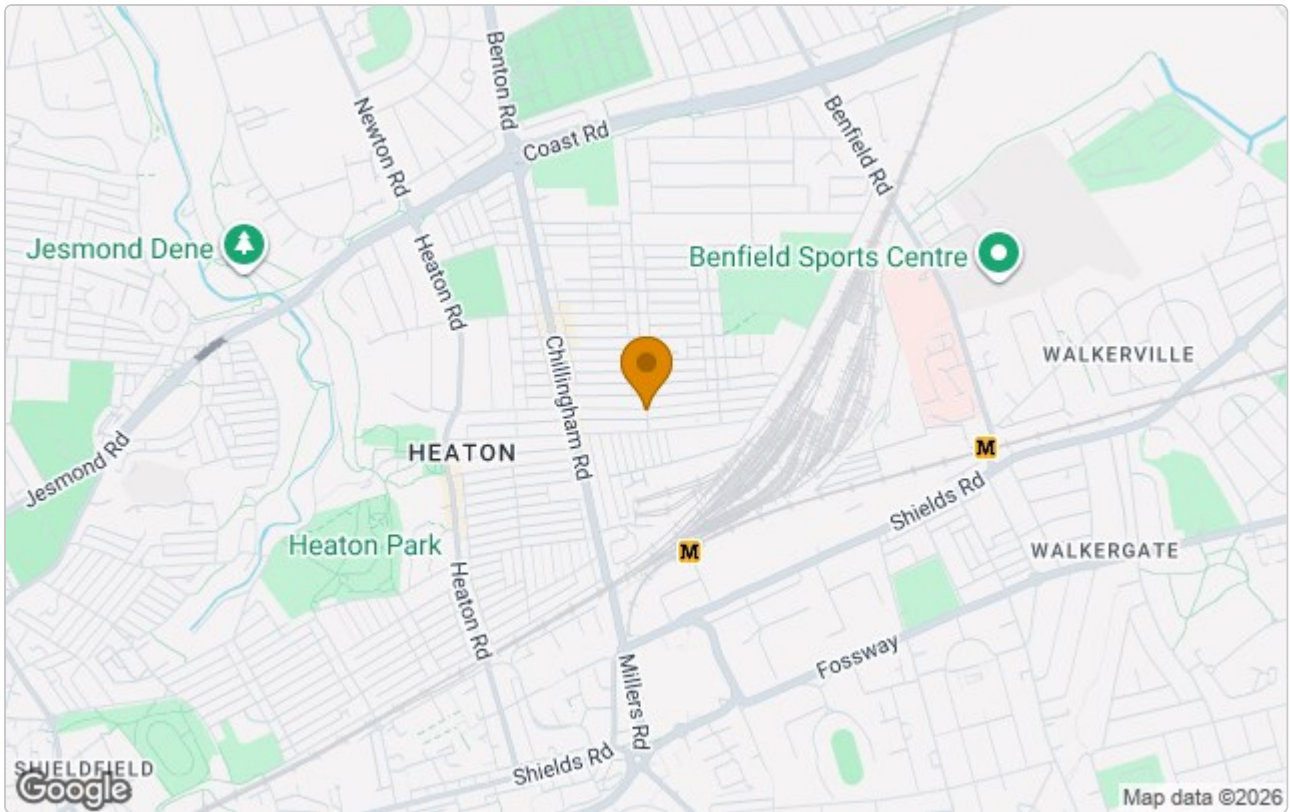 Benton Rd
Newton Rd
Coast Rd
Benfield Rd
Jesmond Dene
Heaton Rd
Benfield Sports Centre
Chillingham Rd
WALKERVILLE
HEATON
Jesmond Rd
M
Shields Rd
Heaton Park
M
WALKERGATE
Heaton Rd
Fossway
Millers Rd
Shields Rd
SHIELDFIELD
Google
Map data ©2026